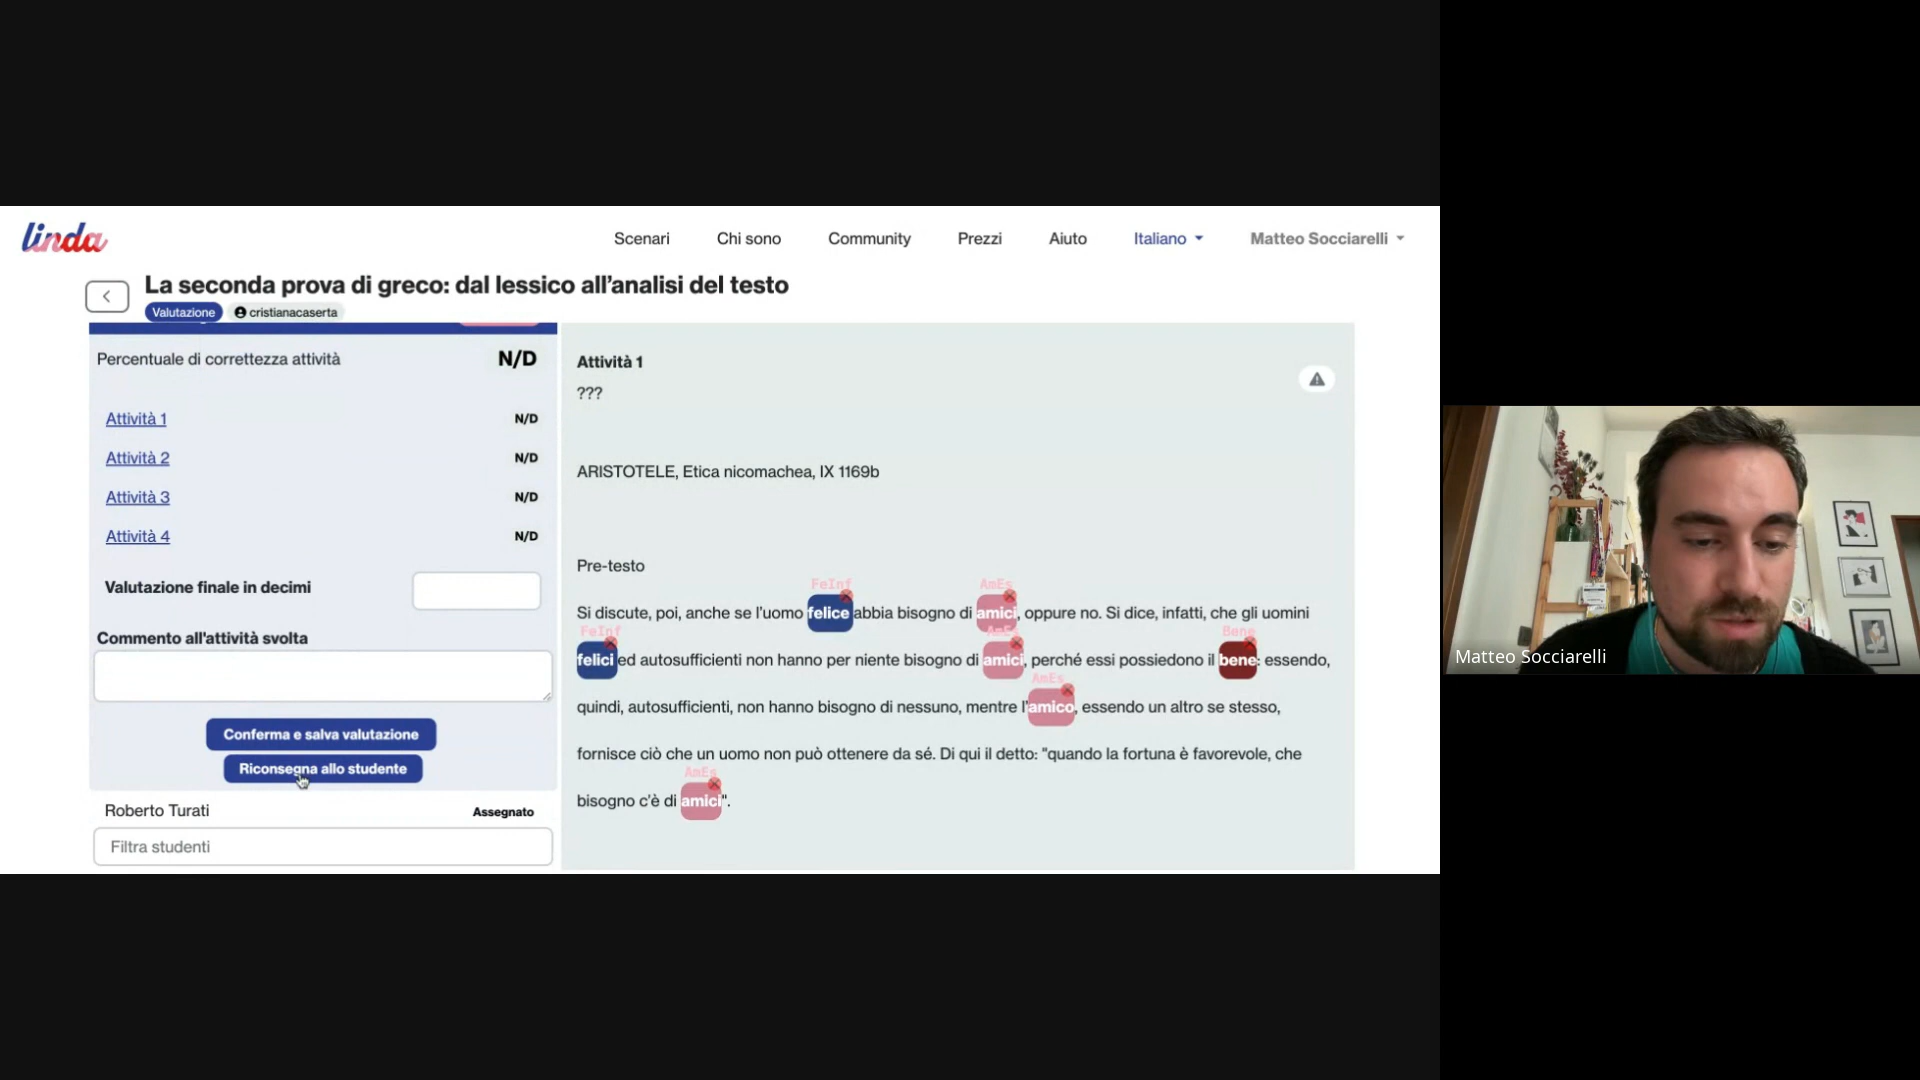 linda
Scenari
Chi sono
Community
Prezzi
Aiuto
Italiano
Matteo Socciarelli
La seconda prova di greco: dal lessico all'analisi del testo
Valutazione
cristianacaserta
Percentuale di correttezza attività
N/D
Attività 1
N/D
Attività 2
N/D
Attività 3
N/D
Attività 4
N/D
Valutazione finale in decimi
Commento all'attività svolta
Conferma e salva valutazione
Riconsegna allo studente
Roberto Turati
Assegnato
Filtra studenti
Attività 1
???
ARISTOTELE, Etica nicomachea, IX 1169b
Pre-testo
FeInf
AmEs
Si discute, poi, anche se l'uomo felice abbia bisogno di amici, oppure no. Si dice, infatti, che gli uomini
FeInf
AmEs
Bene
felici ed autosufficienti non hanno per niente bisogno di amici, perché essi possiedono il bene: essendo,
AmEs
quindi, autosufficienti, non hanno bisogno di nessuno, mentre l'amico, essendo un altro se stesso,
fornisce ciò che un uomo non può ottenere da sé. Di qui il detto: "quando la fortuna è favorevole, che
AmEs
bisogno c'è di amici".
Matteo Socciarelli